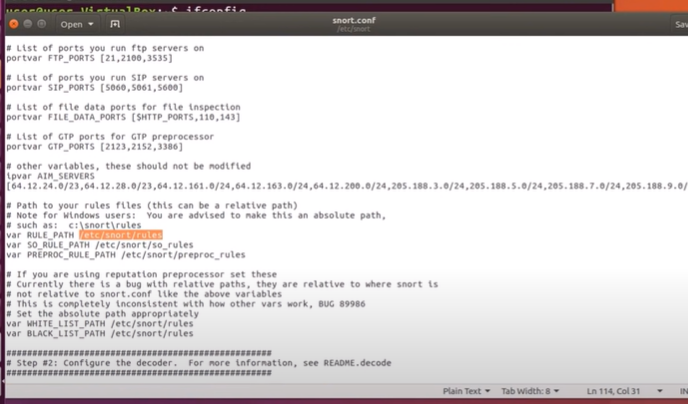 user@user-VirtualBox:~$ ifconfig
Open
snort.conf
/etc/snort
# List of ports you run ftp servers on
portvar FTP_PORTS [21,2100,3535]
# List of ports you run SIP servers on
portvar SIP_PORTS [5060,5061,5600]
# List of file data ports for file inspection
portvar FILE_DATA_PORTS [$HTTP_PORTS,110,143]
# List of GTP ports for GTP preprocessor
portvar GTP_PORTS [2123,2152,3386]
# other variables, these should not be modified
ipvar AIM_SERVERS
[64.12.24.0/23,64.12.28.0/23,64.12.161.0/24,64.12.163.0/24,64.12.200.0/24,205.188.3.0/24,205.188.5.0/24,205.188.7.0/24,205.188.9.0/
# Path to your rules files (this can be a relative path)
# Note for Windows users:  You are advised to make this an absolute path,
# such as:  c:\snort\rules
var RULE_PATH /etc/snort/rules
var SO_RULE_PATH /etc/snort/so_rules
var PREPROC_RULE_PATH /etc/snort/preproc_rules
# If you are using reputation preprocessor set these
# Currently there is a bug with relative paths, they are relative to where snort is
# not relative to snort.conf like the above variables
# This is completely inconsistent with how other vars work, BUG 89986
# Set the absolute path appropriately
var WHITE_LIST_PATH /etc/snort/rules
var BLACK_LIST_PATH /etc/snort/rules
###################################################
# Step #2: Configure the decoder.  For more information, see README.decode
###################################################
Plain Text
Tab Width: 8
Ln 114, Col 31